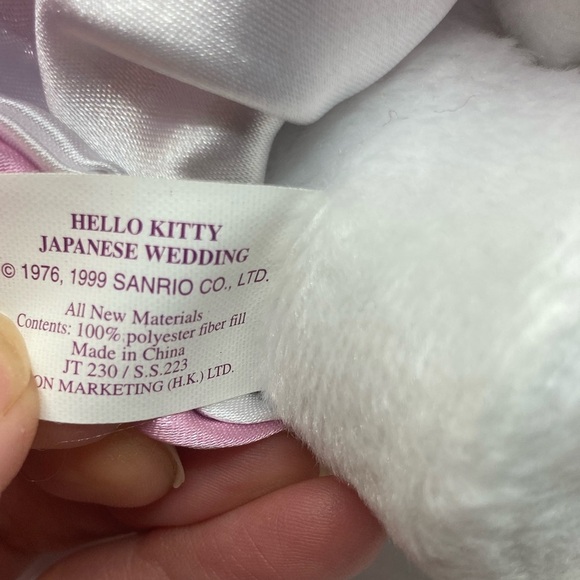 HELLO KITTY
JAPANESE WEDDING
© 1976, 1999 SANRIO CO., LTD.
All New Materials
Contents: 100% polyester fiber fill
Made in China
JT 230 / S.S.223
ON MARKETING (H.K.) LTD.